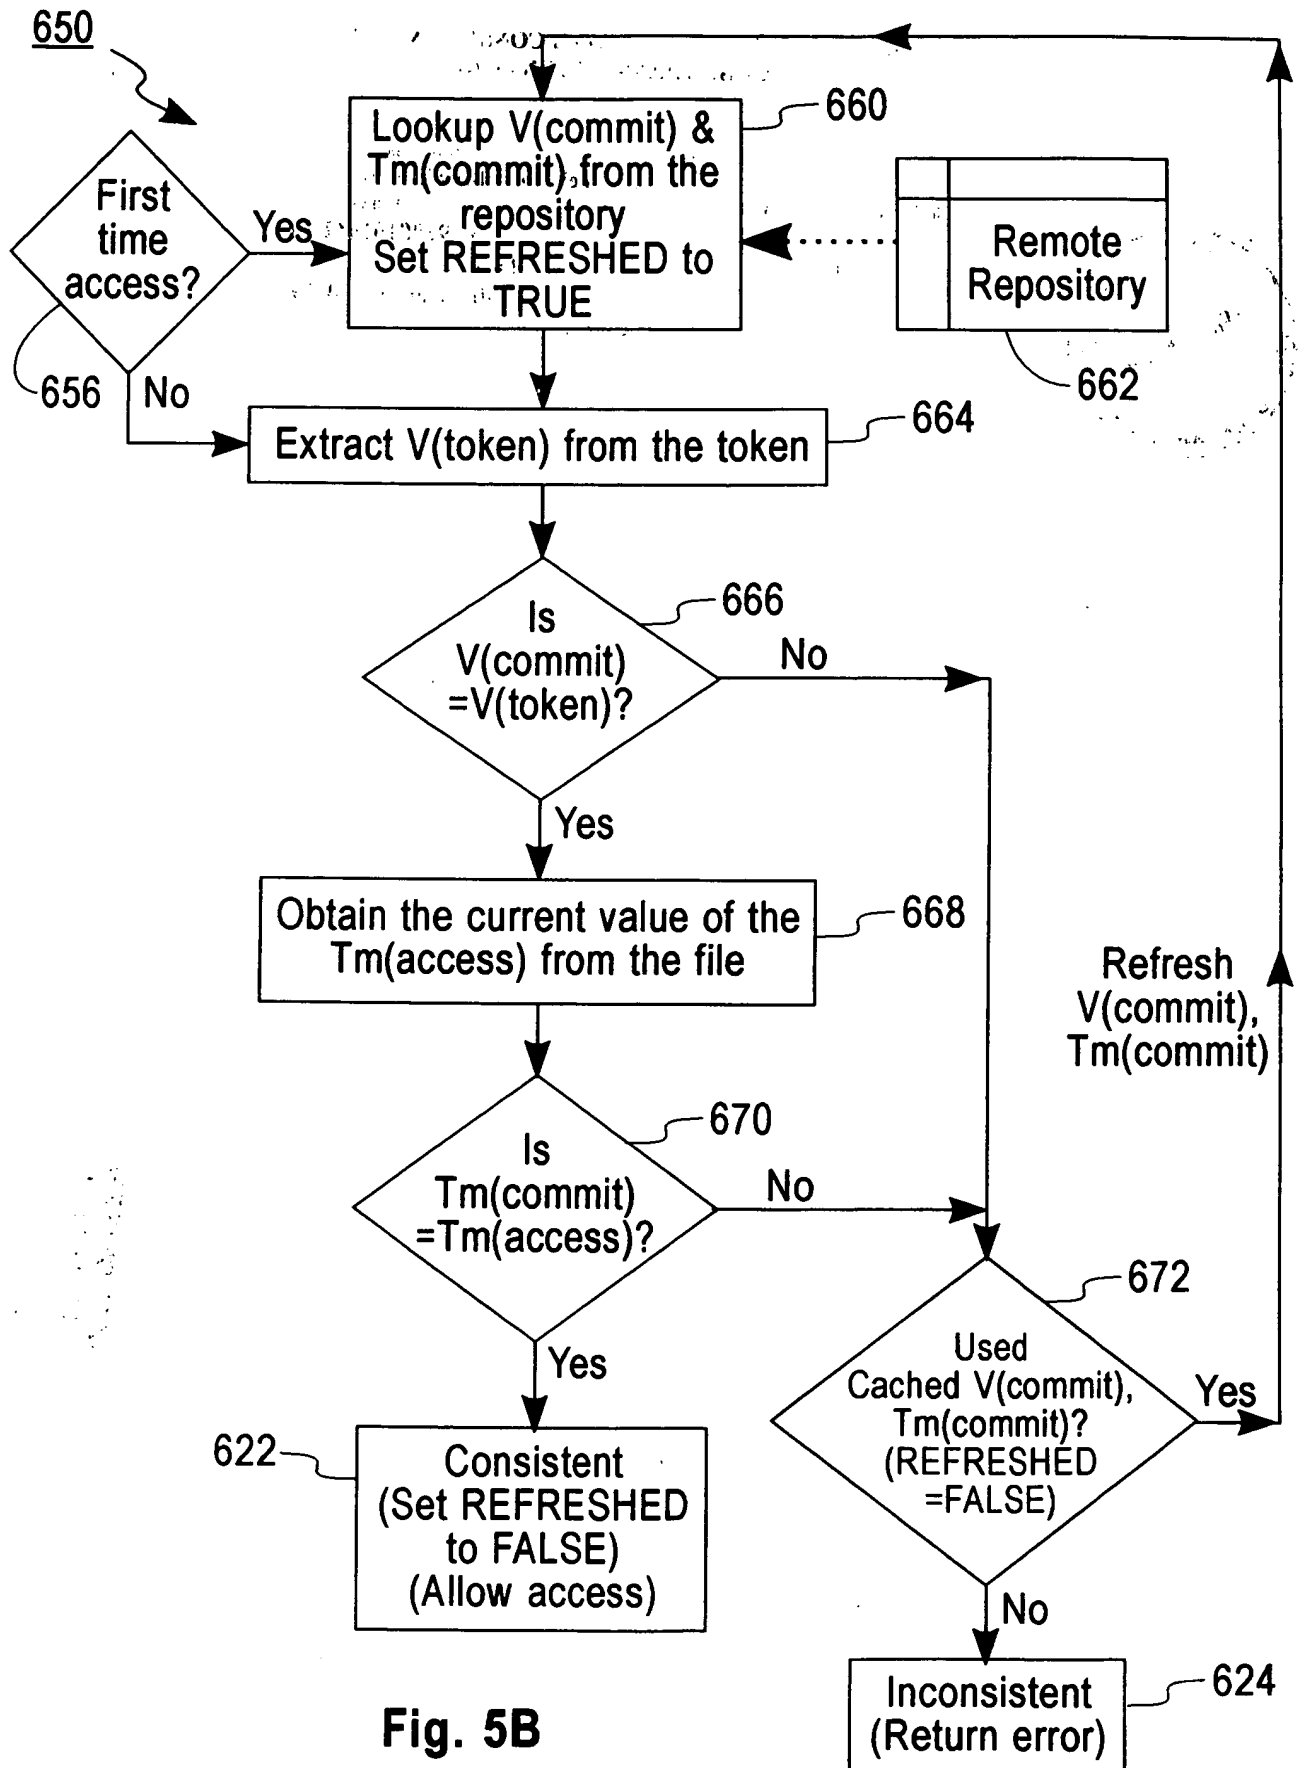 650
660
Lookup V(commit) &
Tm(commit) from the
repository
Set REFRESHED to
TRUE
First
time
access?
Yes
Remote
Repository
656
No
662
664
Extract V(token) from the token
666
Is
V(commit)
=V(token)?
No
Yes
Obtain the current value of the
Tm(access) from the file
668
Refresh
V(commit),
Tm(commit)
670
Is
Tm(commit)
=Tm(access)?
No
672
Yes
Used
Cached V(commit),
Tm(commit)?
(REFRESHED
=FALSE)
Yes
622
Consistent
(Set REFRESHED
to FALSE)
(Allow access)
No
624
Inconsistent
(Return error)
Fig. 5B